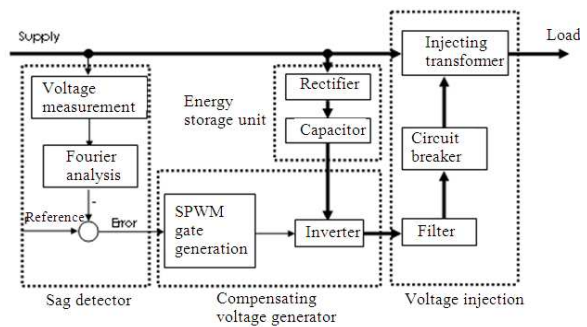 Supply
Load
Injecting
transformer
Voltage
measurement
Rectifier
Energy
storage unit
Capacitor
Fourier
analysis
Circuit
breaker
-
Reference
Error
SPWM
gate
generation
Inverter
Filter
Sag detector
Compensating
voltage generator
Voltage injection